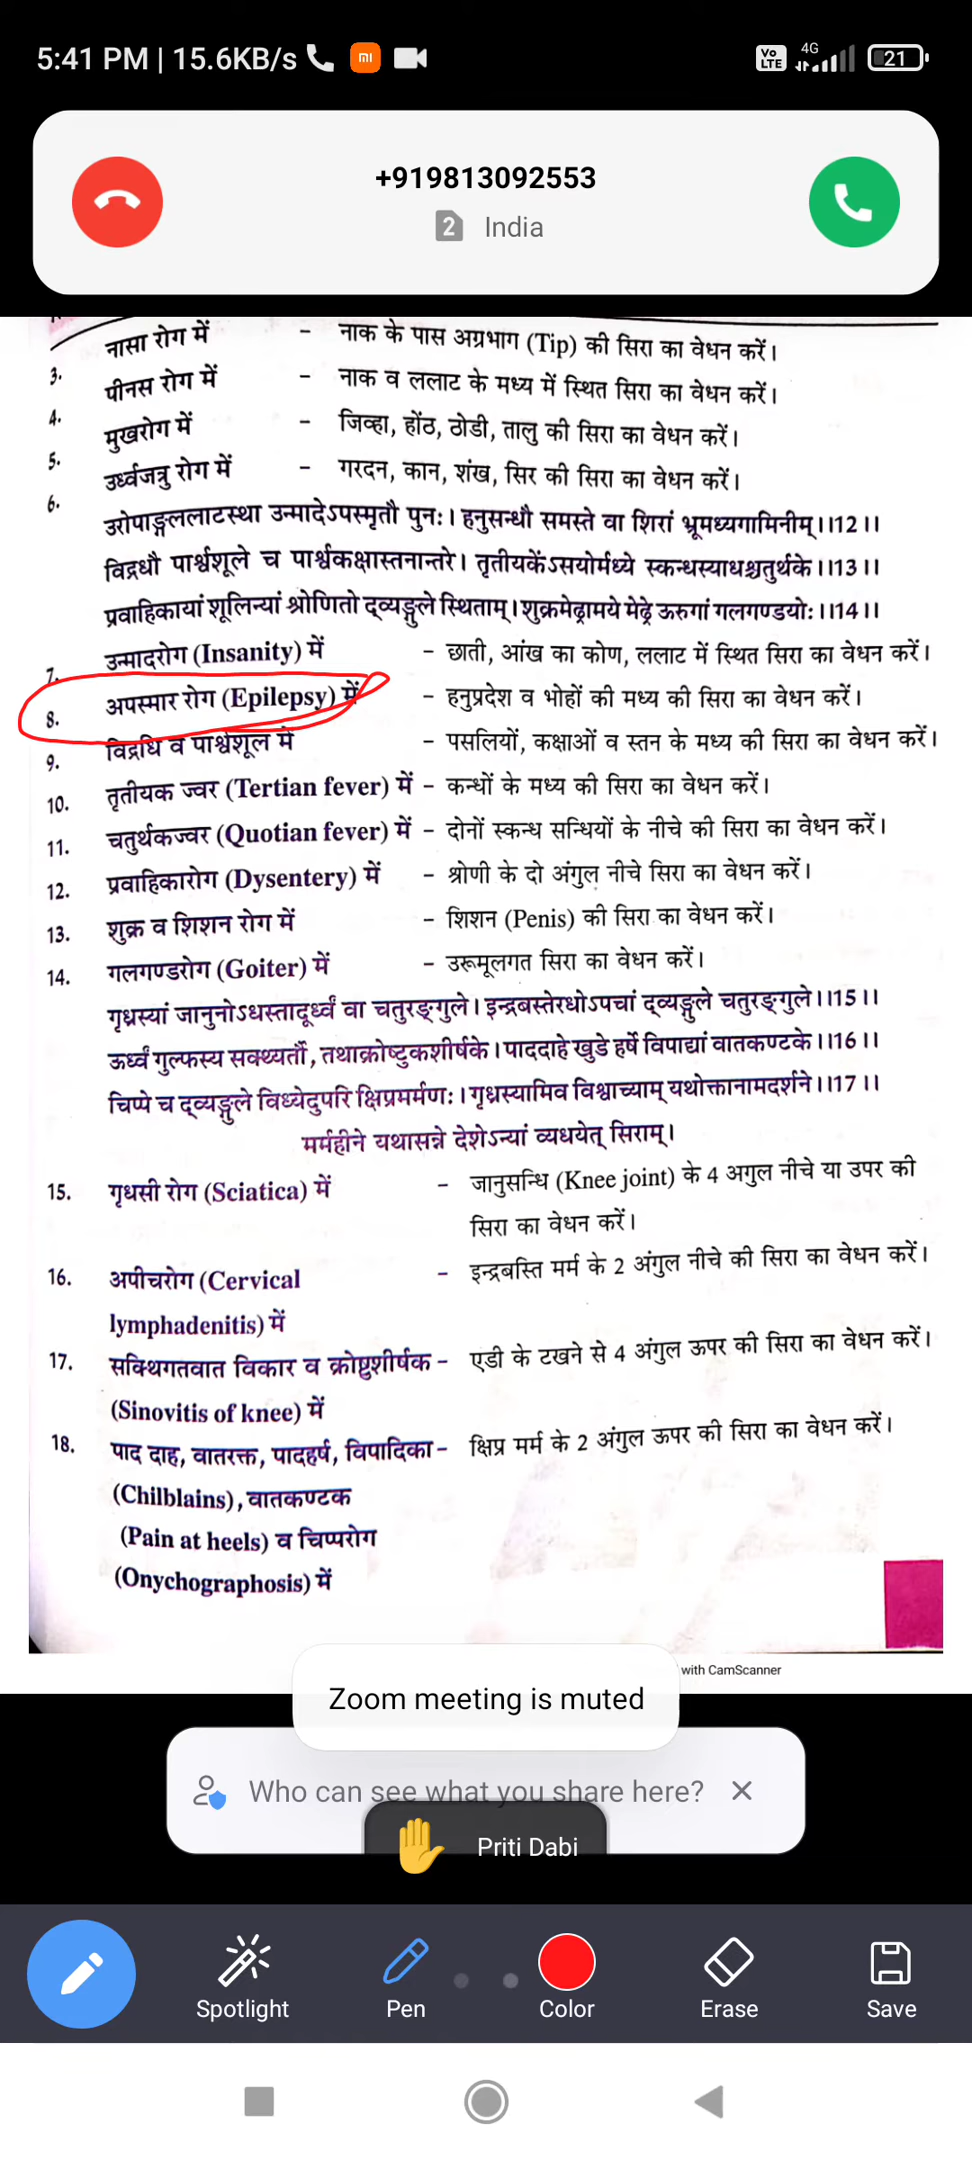 5:41 PM | 15.6KB/s
Vo LTE 4G 21
+919813092553
2 India
3. नासा रोग में - नाक के पास अग्रभाग (Tip) की सिरा का वेधन करें।
4. पीनस रोग में - नाक व ललाट के मध्य में स्थित सिरा का वेधन करें।
5. मुखरोग में - जिव्हा, होंठ, ठोडी, तालु की सिरा का वेधन करें।
6. उर्ध्वजत्रु रोग में - गरदन, कान, शंख, सिर की सिरा का वेधन करें।
उरोपाङ्गललाटस्था उन्मादेऽपस्मृतौ पुनः। हनुसन्धौ समस्ते वा शिरां भ्रूमध्यगामिनीम्।।12।।
विद्रधौ पार्श्वशूले च पार्श्वकक्षास्तनान्तरे। तृतीयकेंऽसयोर्मध्ये स्कन्धस्याधश्चतुर्थके।।13।।
प्रवाहिकायां शूलिन्यां श्रोणितो द्व्यङ्गुले स्थिताम्। शुक्रमेढ्रामये मेढ्रे ऊरुगां गलगण्डयोः।।14।।
7. उन्मादरोग (Insanity) में - छाती, आंख का कोण, ललाट में स्थित सिरा का वेधन करें।
8. अपस्मार रोग (Epilepsy) में - हनुप्रदेश व भोहों की मध्य की सिरा का वेधन करें।
9. विद्रधि व पार्श्वशूल में - पसलियों, कक्षाओं व स्तन के मध्य की सिरा का वेधन करें।
10. तृतीयक ज्वर (Tertian fever) में - कन्धों के मध्य की सिरा का वेधन करें।
11. चतुर्थकज्वर (Quotian fever) में - दोनों स्कन्ध सन्धियों के नीचे की सिरा का वेधन करें।
12. प्रवाहिकारोग (Dysentery) में - श्रोणी के दो अंगुल नीचे सिरा का वेधन करें।
13. शुक्र व शिशन रोग में - शिशन (Penis) की सिरा का वेधन करें।
14. गलगण्डरोग (Goiter) में - उरूमूलगत सिरा का वेधन करें।
गृध्रस्यां जानुनोऽधस्तादूर्ध्वं वा चतुरङ्गुले। इन्द्रबस्तेरधोऽपचां द्व्यङ्गुले चतुरङ्गुले।।15।।
ऊर्ध्वं गुल्फस्य सक्थ्यर्तौ, तथाक्रोष्टुकशीर्षके। पाददाहे खुडे हर्षे विपाद्यां वातकण्टके।।16।।
चिप्पे च द्व्यङ्गुले विध्येदुपरि क्षिप्रमर्मणः। गृध्रस्यामिव विश्वाच्याम् यथोक्तानामदर्शने।।17।।
मर्महीने यथासन्ने देशेऽन्यां व्यधयेत् सिराम्।
15. गृधसी रोग (Sciatica) में - जानुसन्धि (Knee joint) के 4 अगुल नीचे या उपर की
सिरा का वेधन करें।
16. अपीचरोग (Cervical - इन्द्रबस्ति मर्म के 2 अंगुल नीचे की सिरा का वेधन करें।
lymphadenitis) में
17. सक्थिगतवात विकार व क्रोष्टुशीर्षक - एडी के टखने से 4 अंगुल ऊपर की सिरा का वेधन करें।
(Sinovitis of knee) में
18. पाद दाह, वातरक्त, पादहर्ष, विपादिका - क्षिप्र मर्म के 2 अंगुल ऊपर की सिरा का वेधन करें।
(Chilblains), वातकण्टक
(Pain at heels) व चिप्परोग
(Onychographosis) में
with CamScanner
Zoom meeting is muted
Who can see what you share here?
Priti Dabi
Spotlight Pen Color Erase Save